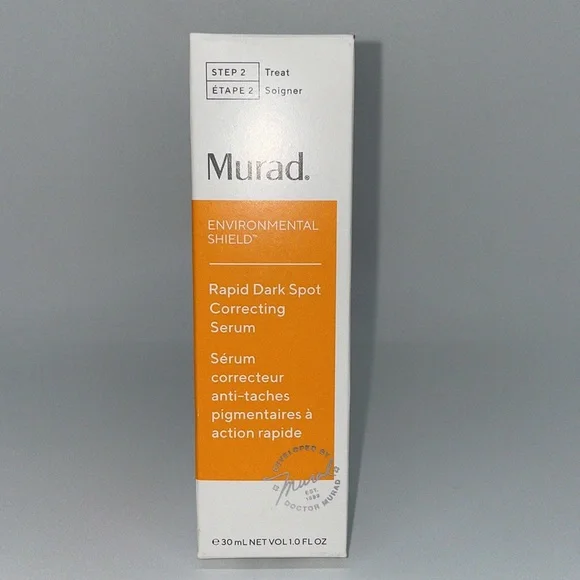 STEP 2 Treat
ÉTAPE 2 Soigner
Murad.
ENVIRONMENTAL
SHIELD™
Rapid Dark Spot
Correcting
Serum
Sérum
correcteur
anti-taches
pigmentaires à
action rapide
DEVELOPED BY
Murad
EST.
1989
DOCTOR MURAD
℮ 30 mL NET VOL 1.0 FL OZ